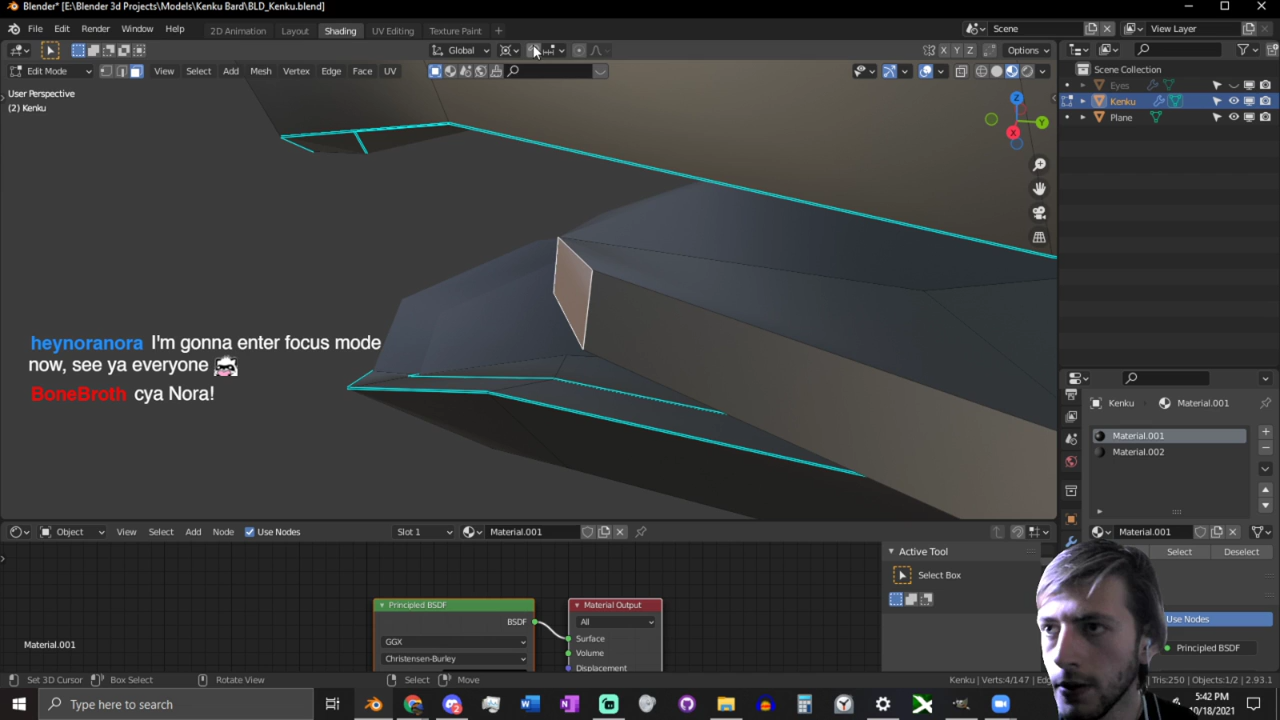 Blender* [E:\Blender 3d Projects\Models\Kenku Bard\BLD_Kenku.blend]
File Edit Render Window Help 2D Animation Layout Shading UV Editing Texture Paint + Scene View Layer
Global Options
Edit Mode View Select Add Mesh Vertex Edge Face UV
X Y Z
User Perspective
(2) Kenku
Z
Y
X
Scene Collection
Eyes
Kenku
Plane
heynoranora I'm gonna enter focus mode
now, see ya everyone
BoneBroth cya Nora!
Kenku Material.001
Material.001
Material.002
Material.001
Select Deselect
Use Nodes
Principled BSDF
Object View Select Add Node Use Nodes Slot 1 Material.001
Active Tool
Select Box
Principled BSDF
BSDF
GGX
Christensen-Burley
Material Output
All
Surface
Volume
Displacement
Material.001
Set 3D Cursor Box Select Rotate View Select Move Kenku | Verts:4/147 | Ed Tris:250 | Objects:1/2 | 2.93.1
Type here to search
5:42 PM
10/18/2021